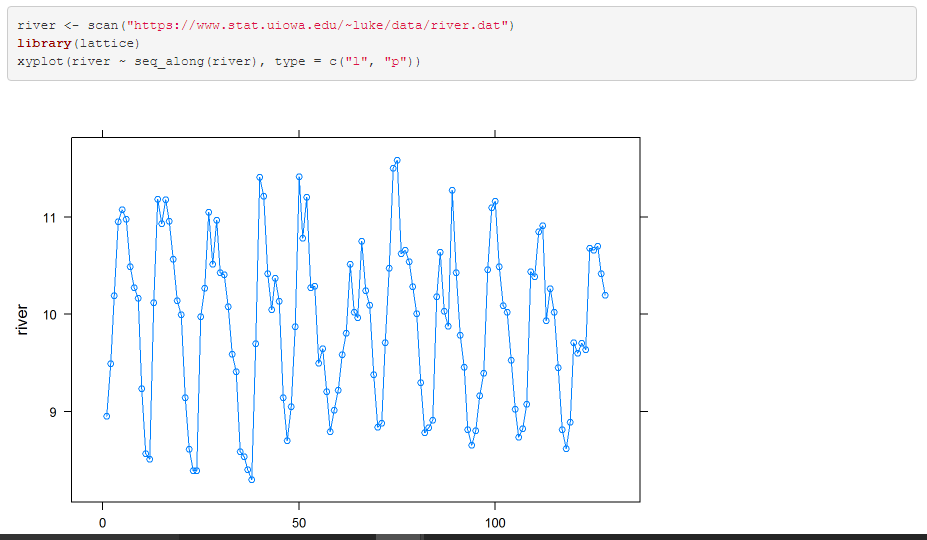 river <- scan("https://www.stat.uiowa.edu/~luke/data/river.dat")
library(lattice)
xyplot(river ~ seq_along(river), type = c("l", "p"))
11
10
9
river
0 50 100